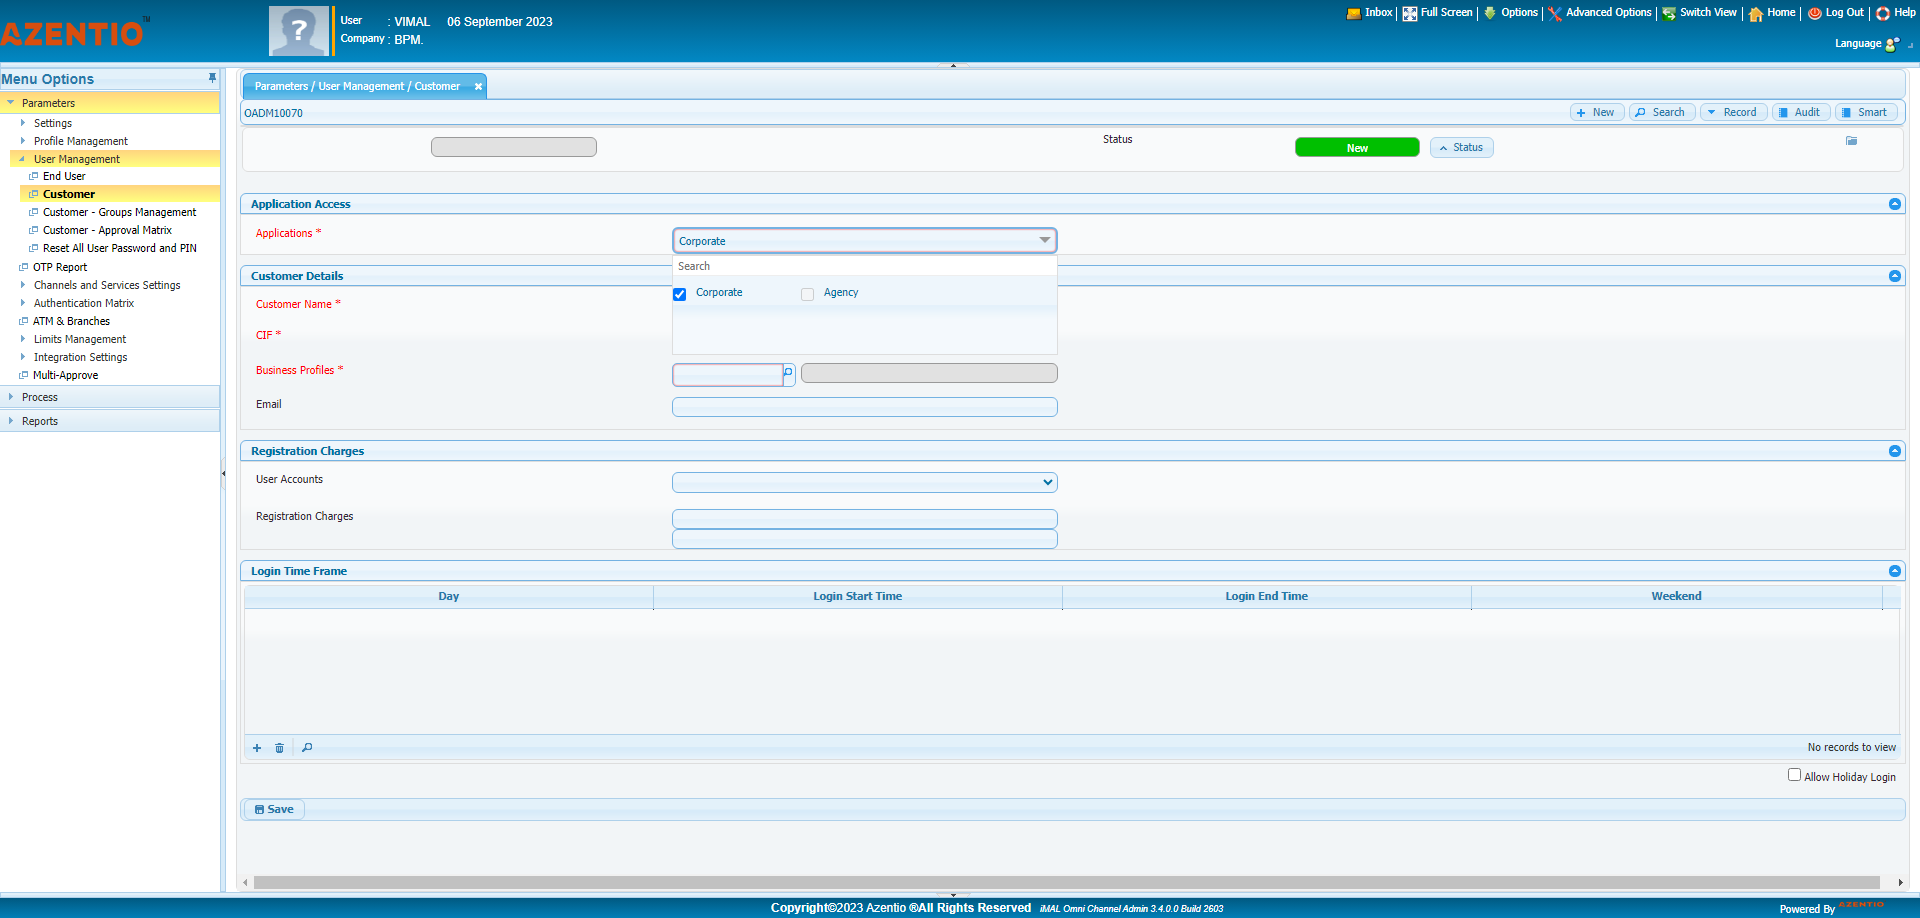 AZENTIO™
User : VIMAL 06 September 2023
Company : BPM.
Inbox Full Screen Options Advanced Options Switch View Home Log Out Help
Language
Menu Options
Parameters
Settings
Profile Management
User Management
End User
Customer
Customer - Groups Management
Customer - Approval Matrix
Reset All User Password and PIN
OTP Report
Channels and Services Settings
Authentication Matrix
ATM & Branches
Limits Management
Integration Settings
Multi-Approve
Process
Reports
Parameters / User Management / Customer
OADM10070
New Search Record Audit Smart
Status New Status
Application Access
Applications * Corporate
Search
Corporate Agency
Customer Details
Customer Name *
CIF *
Business Profiles *
Email
Registration Charges
User Accounts
Registration Charges
Login Time Frame
Day Login Start Time Login End Time Weekend
No records to view
Allow Holiday Login
Save
Copyright©2023 Azentio ®All Rights Reserved iMAL Omni Channel Admin 3.4.0.0 Build 2603
Powered By AZENTIO